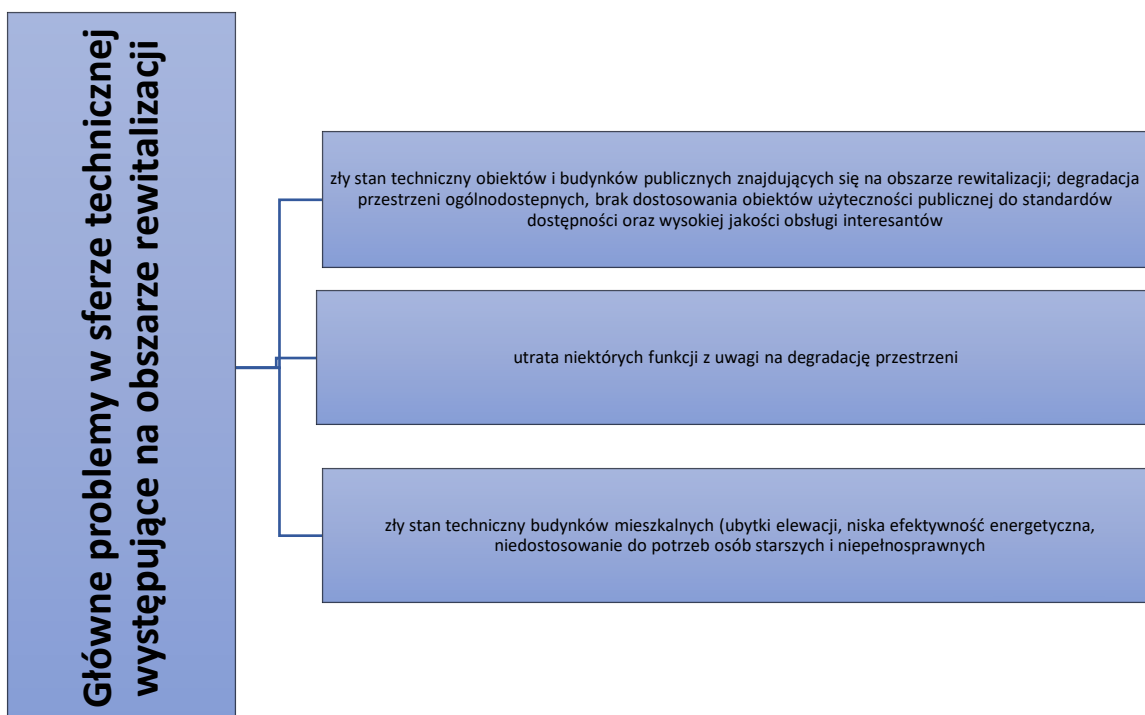 Główne problemy w sferze technicznej
występujące na obszarze rewitalizacji
zły stan techniczny obiektów i budynków publicznych znajdujących się na obszarze rewitalizacji; degradacja
przestrzeni ogólnodostepnych, brak dostosowania obiektów użyteczności publicznej do standardów
dostępności oraz wysokiej jakości obsługi interesantów
utrata niektórych funkcji z uwagi na degradację przestrzeni
zły stan techniczny budynków mieszkalnych (ubytki elewacji, niska efektywność energetyczna,
niedostosowanie do potrzeb osób starszych i niepełnosprawnych